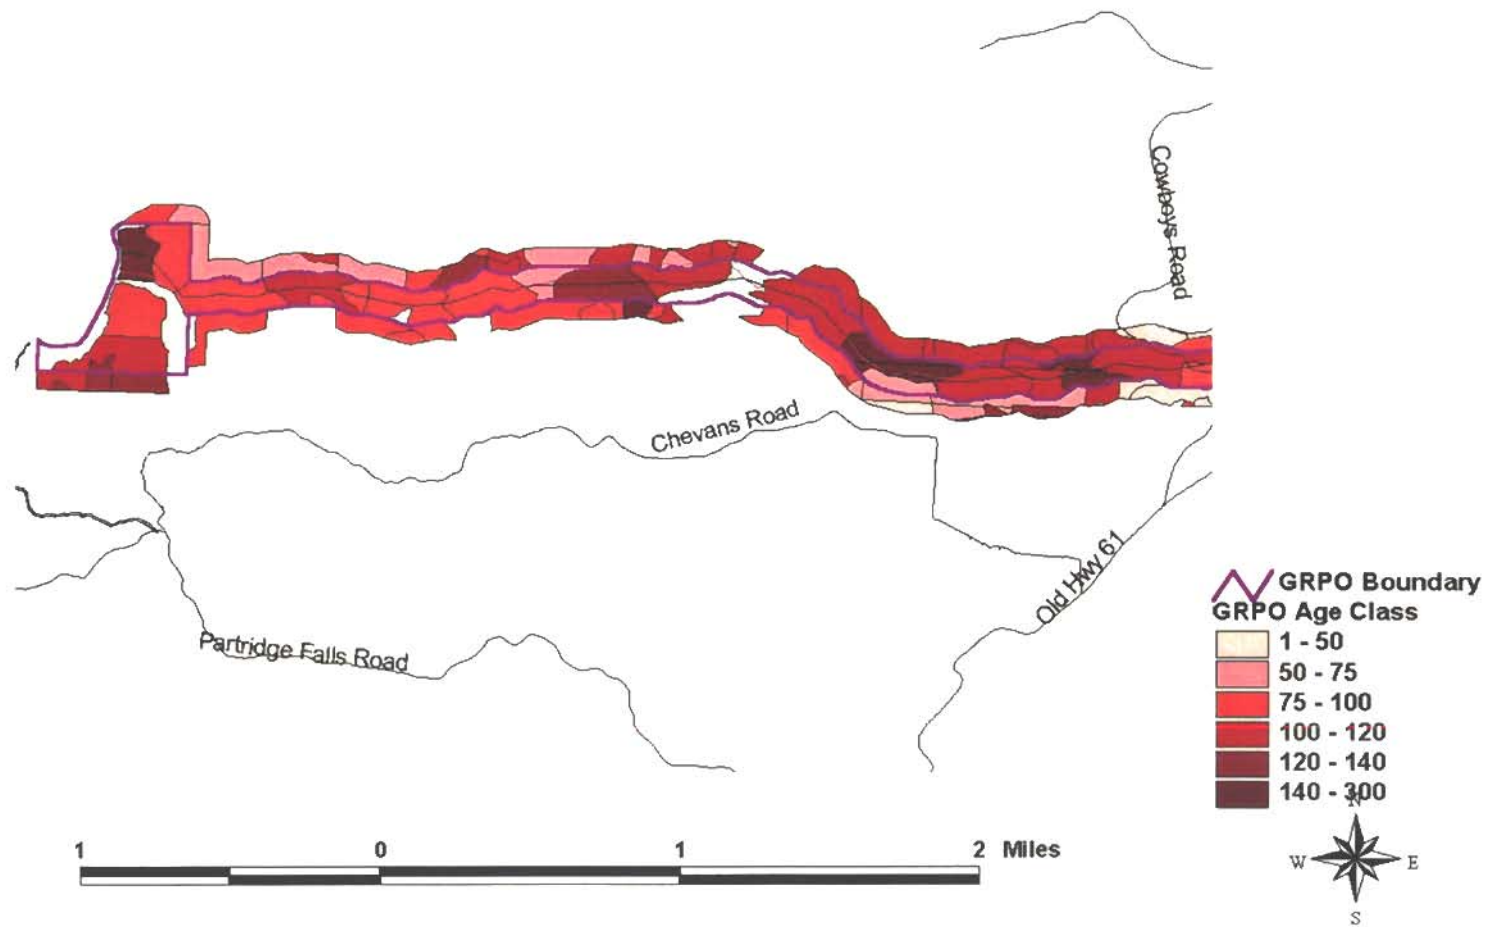 Cowboys Road
Chevans Road
Old Hwy 61
Partridge Falls Road
GRPO Boundary
GRPO Age Class
1 - 50
50 - 75
75 - 100
100 - 120
120 - 140
140 - 300
1 0 1 2 Miles
N
W E
S